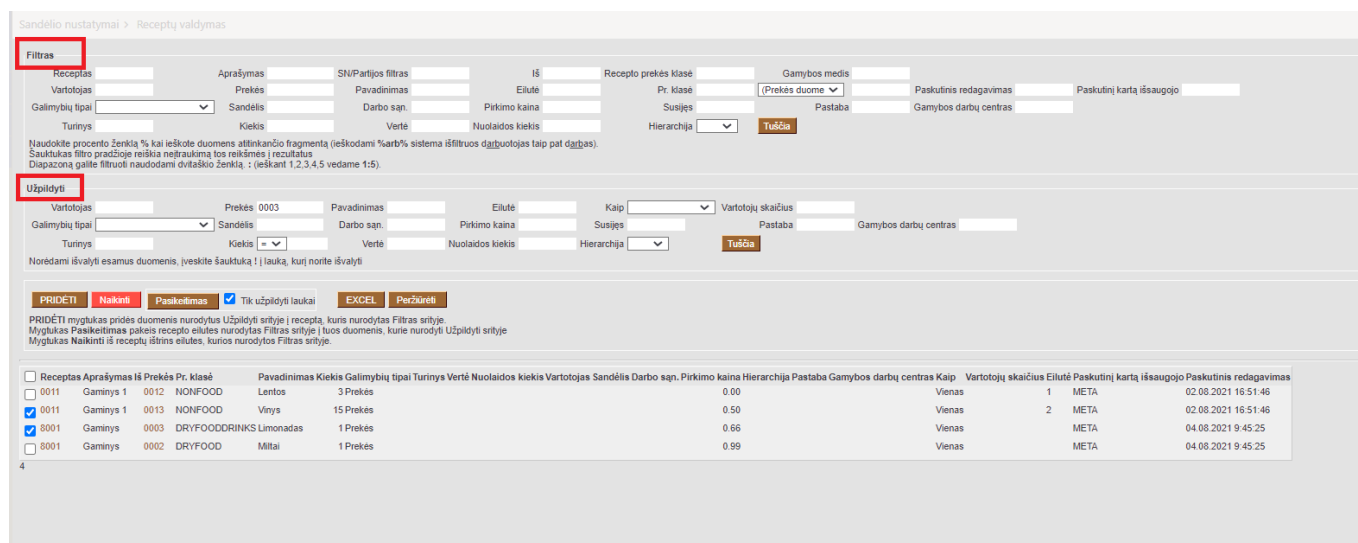 Sandėlio nustatymai > Receptų valdymas
Filtras
Receptas Aprašymas SN/Partijos filtras Iš Recepto prekės klasė Gamybos medis
Vartotojas Prekės Pavadinimas Eilutė Pr. klasė (Prekės duome Paskutinis redagavimas Paskutinį kartą išsaugojo
Galimybių tipai Sandėlis Darbo sąn. Pirkimo kaina Susijęs Pastaba Gamybos darbų centras
Turinys Kiekis Vertė Nuolaidos kiekis Hierarchija Tuščia
Naudokite procento ženklą % kai ieškote duomens atitinkančio fragmentą (ieškodami %arb% sistema išfiltruos darbuotojas taip pat darbas).
Šauktukas filtro pradžioje reiškia neįtraukimą tos reikšmės į rezultatus
Diapazoną galite filtruoti naudodami dvitaškio ženklą. : (ieškant 1,2,3,4,5 vedame 1:5).
Užpildyti
Vartotojas Prekės 0003 Pavadinimas Eilutė Kaip Vartotojų skaičius
Galimybių tipai Sandėlis Darbo sąn. Pirkimo kaina Susijęs Pastaba Gamybos darbų centras
Turinys Kiekis = Vertė Nuolaidos kiekis Hierarchija Tuščia
Norėdami išvalyti esamus duomenis, įveskite šauktuką ! į lauką, kurį norite išvalyti
PRIDĖTI Naikinti Pasikeitimas Tik užpildyti laukai EXCEL Peržiūrėti
PRIDĖTI mygtukas pridės duomenis nurodytus Užpildyti srityje į receptą, kuris nurodytas Filtras srityje.
Mygtukas Pasikeitimas pakeis recepto eilutes nurodytas Filtras srityje į tuos duomenis, kurie nurodyti Užpildyti srityje
Mygtukas Naikinti iš receptų ištrins eilutes, kurios nurodytos Filtras srityje.
Receptas Aprašymas Iš Prekės Pr. klasė Pavadinimas Kiekis Galimybių tipai Turinys Vertė Nuolaidos kiekis Vartotojas Sandėlis Darbo sąn. Pirkimo kaina Hierarchija Pastaba Gamybos darbų centras Kaip Vartotojų skaičius Eilutė Paskutinį kartą išsaugojo Paskutinis redagavimas
0011 Gaminys 1 0012 NONFOOD Lentos 3 Prekės 0.00 Vienas 1 META 02.08.2021 16:51:46
0011 Gaminys 1 0013 NONFOOD Vinys 15 Prekės 0.50 Vienas 2 META 02.08.2021 16:51:46
8001 Gaminys 0003 DRYFOODDRINKS Limonadas 1 Prekės 0.66 Vienas META 04.08.2021 9:45:25
8001 Gaminys 0002 DRYFOOD Miltai 1 Prekės 0.99 Vienas META 04.08.2021 9:45:25
4